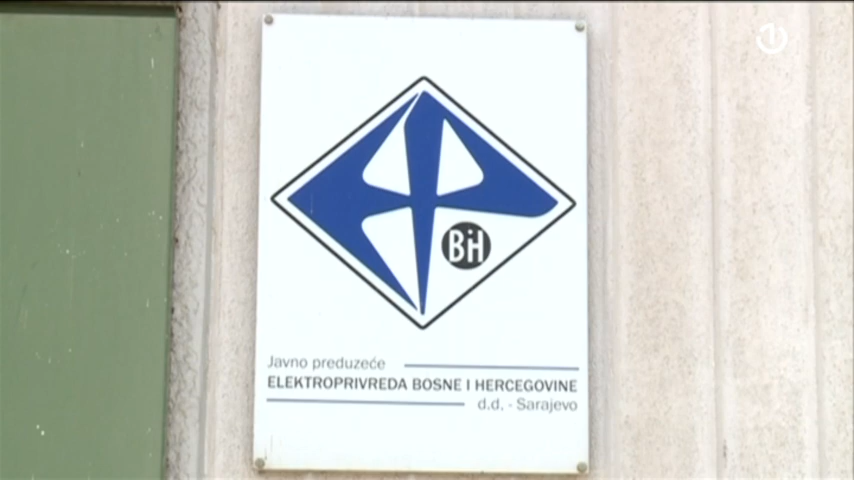 BiH
Javno preduzeće
ELEKTROPRIVREDA BOSNE I HERCEGOVINE
d.d. - Sarajevo